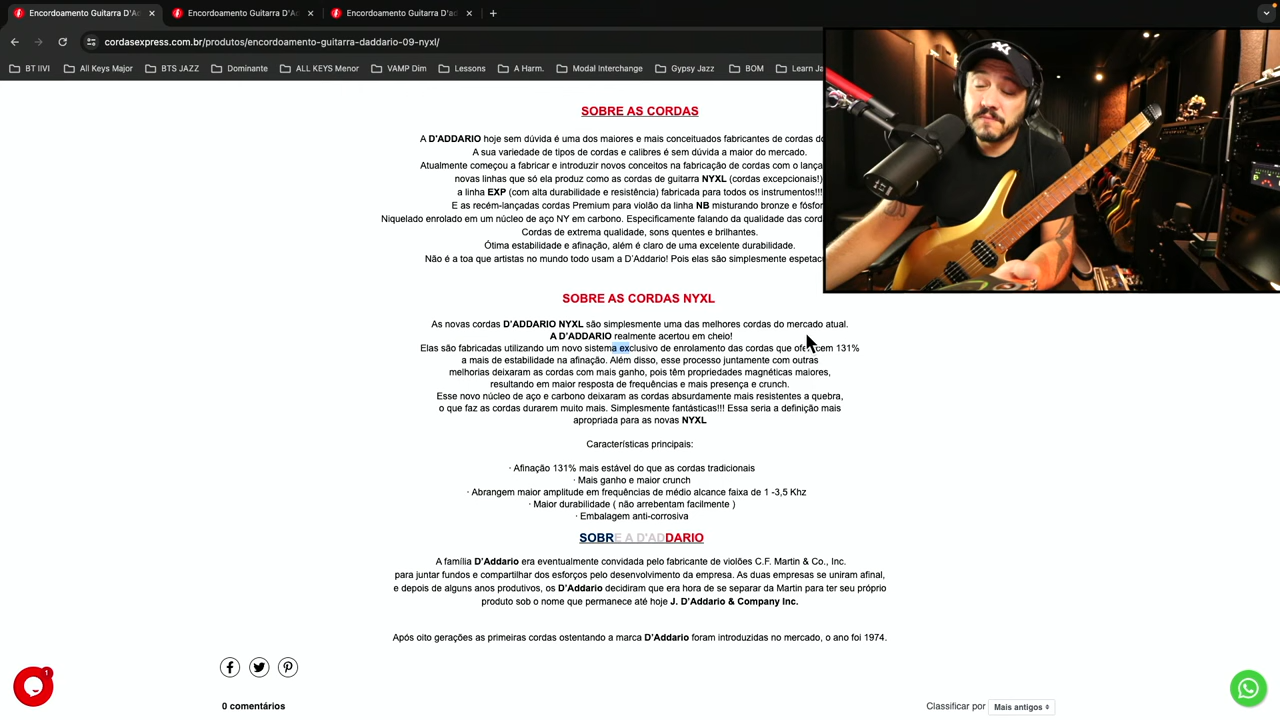 Encordoamento Guitarra D'A
Encordoamento Guitarra D'A
Encordoamento Guitarra D'ad
cordasexpress.com.br/produtos/encordoamento-guitarra-daddario-09-nyxl/
BT IIVI
All Keys Major
BTS JAZZ
Dominante
ALL KEYS Menor
VAMP Dim
Lessons
A Harm.
Modal Interchange
Gypsy Jazz
BOM
Learn Ja
SOBRE AS CORDAS
A D'ADDARIO hoje sem dúvida é uma dos maiores e mais conceituados fabricantes de cordas do
A sua variedade de tipos de cordas e calibres é sem dúvida a maior do mercado.
Atualmente começou a fabricar e introduzir novos conceitos na fabricação de cordas com o lança
novas linhas que só ela produz como as cordas de guitarra NYXL (cordas excepcionais!)
a linha EXP (com alta durabilidade e resistência) fabricada para todos os instrumentos!!!
E as recém-lançadas cordas Premium para violão da linha NB misturando bronze e fósfor
Niquelado enrolado em um núcleo de aço NY em carbono. Especificamente falando da qualidade das cord
Cordas de extrema qualidade, sons quentes e brilhantes.
Ótima estabilidade e afinação, além é claro de uma excelente durabilidade.
Não é a toa que artistas no mundo todo usam a D'Addario! Pois elas são simplesmente espetac
SOBRE AS CORDAS NYXL
As novas cordas D'ADDARIO NYXL são simplesmente uma das melhores cordas do mercado atual.
A D'ADDARIO realmente acertou em cheio!
Elas são fabricadas utilizando um novo sistema exclusivo de enrolamento das cordas que oferecem 131%
a mais de estabilidade na afinação. Além disso, esse processo juntamente com outras
melhorias deixaram as cordas com mais ganho, pois têm propriedades magnéticas maiores,
resultando em maior resposta de frequências e mais presença e crunch.
Esse novo núcleo de aço e carbono deixaram as cordas absurdamente mais resistentes a quebra,
o que faz as cordas durarem muito mais. Simplesmente fantásticas!!! Essa seria a definição mais
apropriada para as novas NYXL
Características principais:
· Afinação 131% mais estável do que as cordas tradicionais
· Mais ganho e maior crunch
· Abrangem maior amplitude em frequências de médio alcance faixa de 1 -3,5 Khz
· Maior durabilidade ( não arrebentam facilmente )
· Embalagem anti-corrosiva
SOBRE A D'ADDARIO
A família D'Addario era eventualmente convidada pelo fabricante de violões C.F. Martin & Co., Inc.
para juntar fundos e compartilhar dos esforços pelo desenvolvimento da empresa. As duas empresas se uniram afinal,
e depois de alguns anos produtivos, os D'Addario decidiram que era hora de se separar da Martin para ter seu próprio
produto sob o nome que permanece até hoje J. D'Addario & Company Inc.
Após oito gerações as primeiras cordas ostentando a marca D'Addario foram introduzidas no mercado, o ano foi 1974.
1
0 comentários
Classificar por Mais antigos